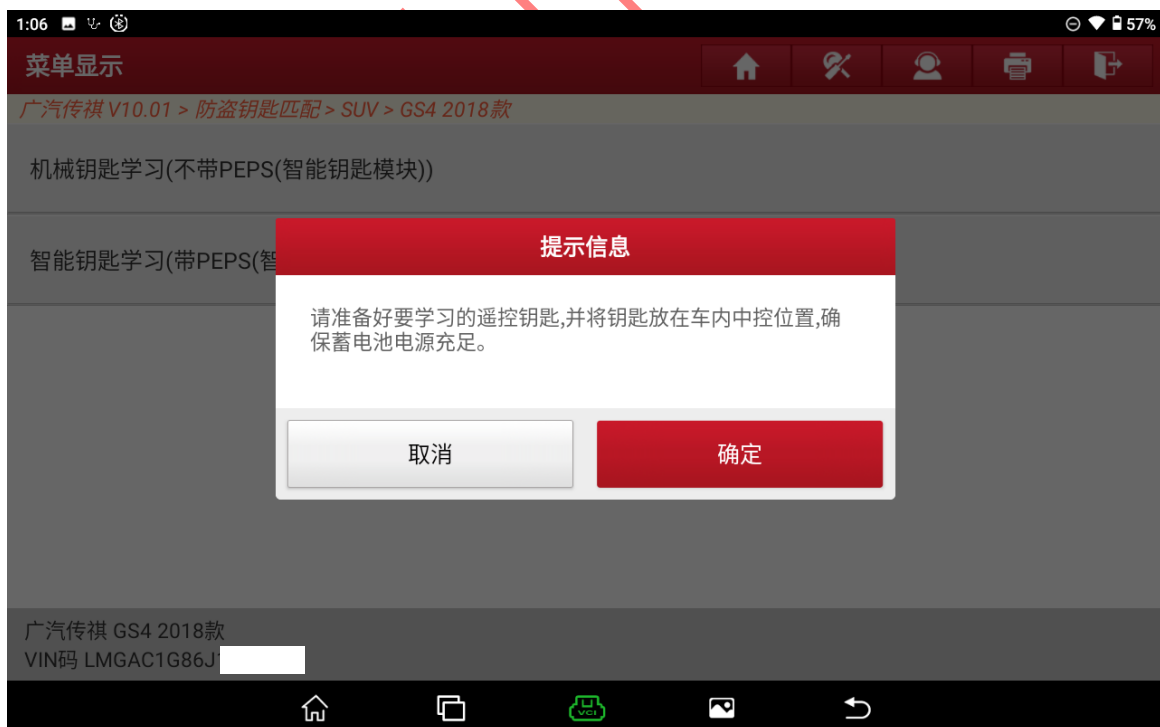 1:06
57%
菜单显示
广汽传祺 V10.01 > 防盗钥匙匹配 > SUV > GS4 2018款
机械钥匙学习(不带PEPS(智能钥匙模块))
智能钥匙学习(带PEPS(智
提示信息
请准备好要学习的遥控钥匙,并将钥匙放在车内中控位置,确
保蓄电池电源充足。
取消
确定
广汽传祺 GS4 2018款
VIN码 LMGAC1G86J
VCI